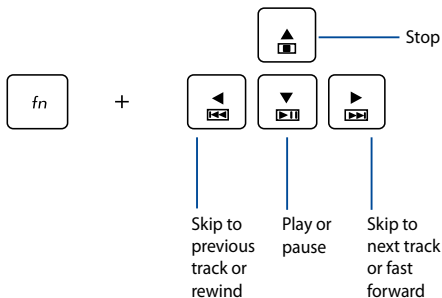 Stop
fn +
Skip to
previous
track or
rewind
Play or
pause
Skip to
next track
or fast
forward